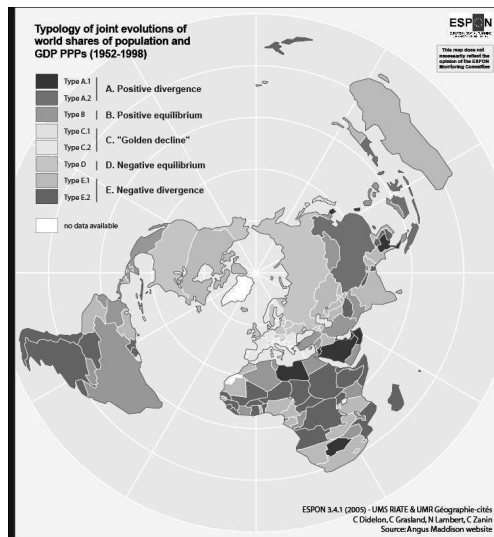 Typology of joint evolutions of
world shares of population and
GDP PPPs (1952-1998)
Type A.1
Type A.2
A. Positive divergence
Type B
B. Positive equilibrium
Type C.1
Type C.2
C. "Golden decline"
Type D
D. Negative equilibrium
Type E.1
Type E.2
E. Negative divergence
no data available
ESPON
This map does not
necessarily reflect the
opinion of the ESPON
Monitoring Committee
ESPON 3.4.1 (2005) - UMS RIATE & UMR Géographie-cités
C Didelon, C Grasland, N Lambert, C Zanin
Source: Angus Maddison website